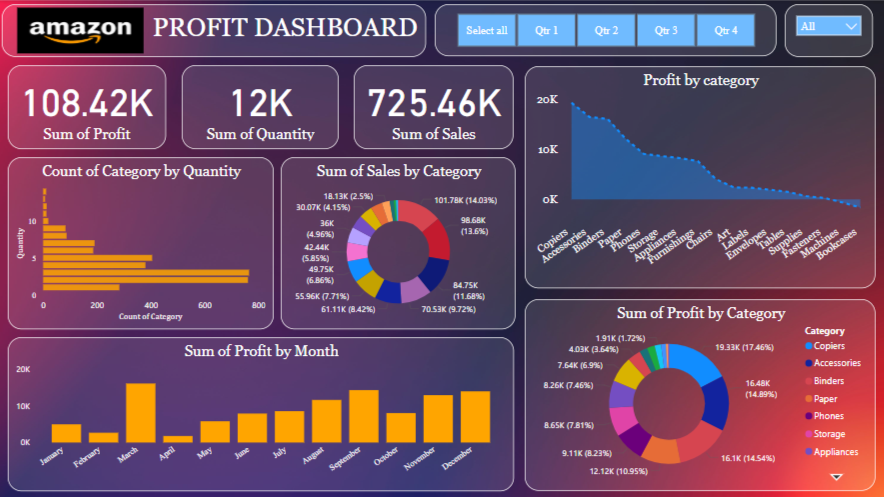 amazon
PROFIT DASHBOARD
Select all
Qtr 1
Qtr 2
Qtr 3
Qtr 4
All
108.42K
Sum of Profit
12K
Sum of Quantity
725.46K
Sum of Sales
Profit by category
20K
10K
0K
Copiers
Accessories
Binders
Paper
Phones
Storage
Appliances
Furnishings
Chairs
Art
Labels
Envelopes
Tables
Supplies
Fasteners
Machines
Bookcases
Count of Category by Quantity
Quantity
10
5
0
0
200
400
600
800
Count of Category
Sum of Sales by Category
18.13K (2.5%)
30.07K (4.15%)
36K
(4.96%)
42.44K
(5.85%)
49.75K
(6.86%)
55.96K (7.71%)
61.11K (8.42%)
70.53K (9.72%)
84.75K
(11.68%)
98.68K
(13.6%)
101.78K (14.03%)
Sum of Profit by Month
20K
10K
0K
January
February
March
April
May
June
July
August
September
October
November
December
Sum of Profit by Category
1.91K (1.72%)
4.03K (3.64%)
7.64K (6.9%)
8.26K (7.46%)
8.65K (7.81%)
9.11K (8.23%)
12.12K (10.95%)
16.1K (14.54%)
16.48K
(14.89%)
19.33K (17.46%)
Category
Copiers
Accessories
Binders
Paper
Phones
Storage
Appliances